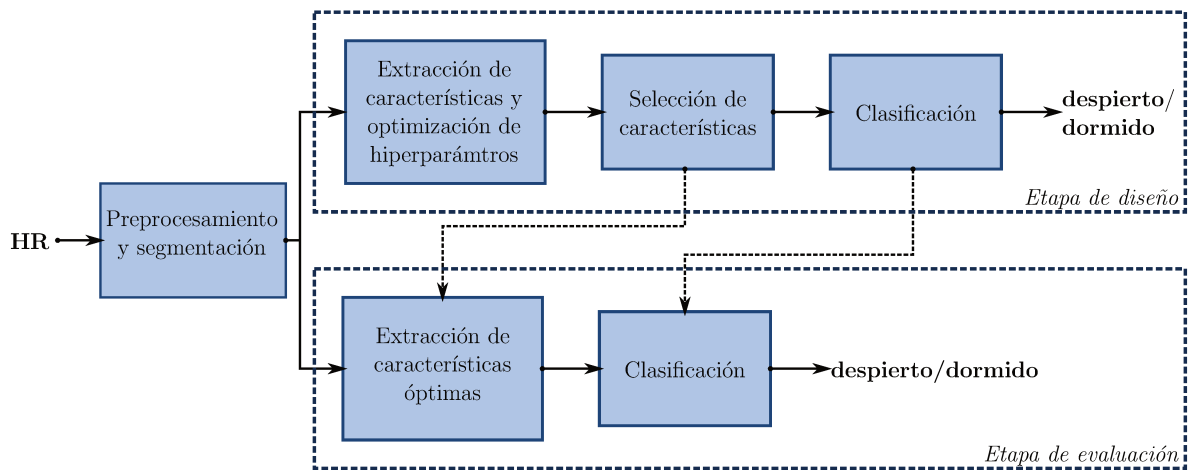 HR
Preprocesamiento
y segmentación
Extracción de
características y
optimización de
hiperparámtros
Selección de
características
Clasificación
despierto/
dormido
Etapa de diseño
Extracción de
características
óptimas
Clasificación
despierto/dormido
Etapa de evaluación